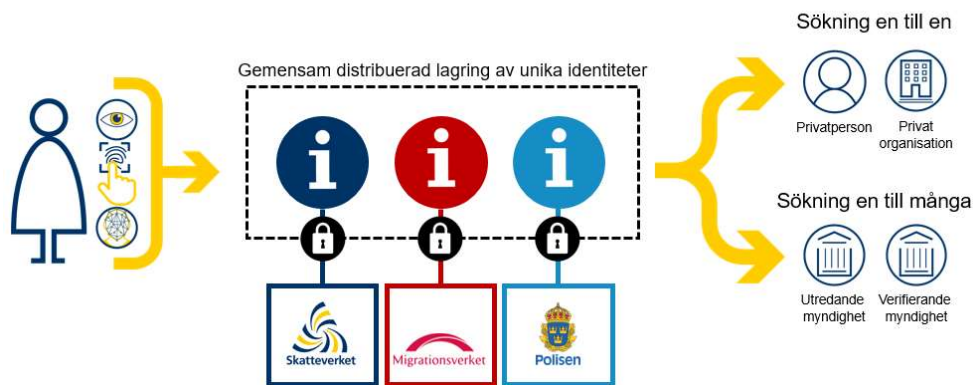 Sökning en till en
Gemensam distribuerad lagring av unika identiteter
Privatperson
Privat
organisation
Sökning en till många
Utredande
myndighet
Verifierande
myndighet
Skatteverket
Migrationsverket
Polisen